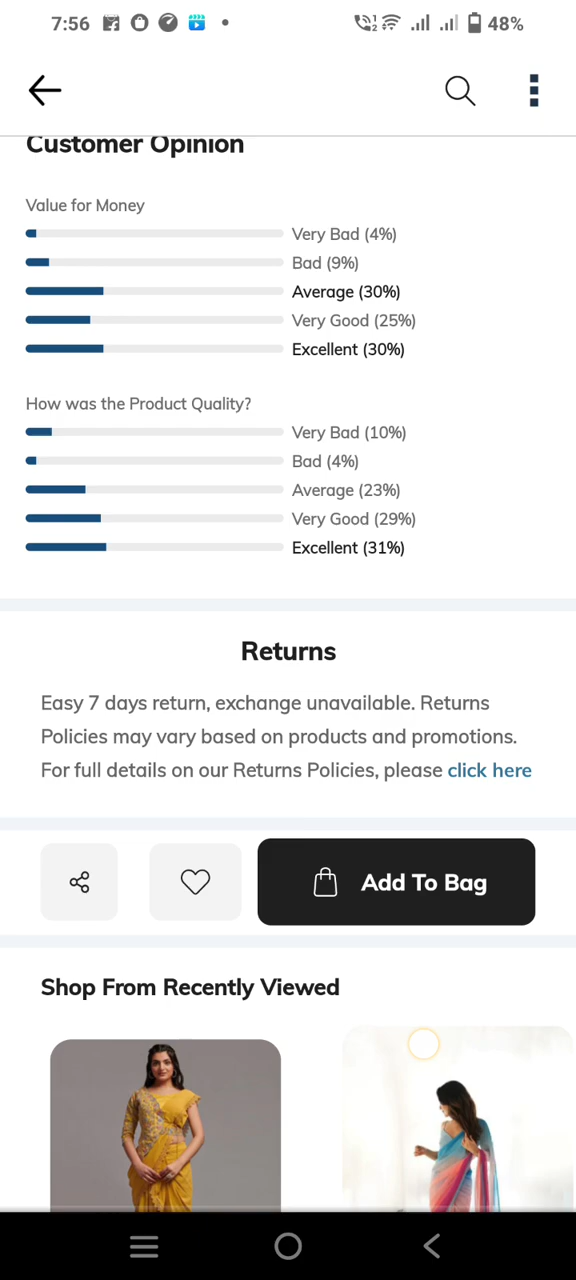 7:56
48%
Customer Opinion
Value for Money
Very Bad (4%)
Bad (9%)
Average (30%)
Very Good (25%)
Excellent (30%)
How was the Product Quality?
Very Bad (10%)
Bad (4%)
Average (23%)
Very Good (29%)
Excellent (31%)
Returns
Easy 7 days return, exchange unavailable. Returns
Policies may vary based on products and promotions.
For full details on our Returns Policies, please click here
Add To Bag
Shop From Recently Viewed